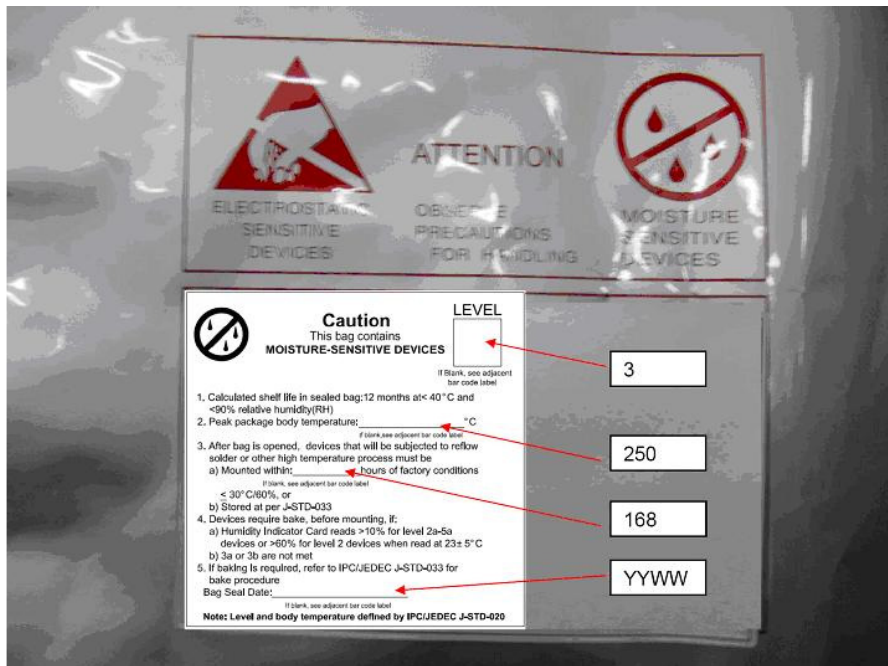 ELECTROSTATIC
SENSITIVE
DEVICES
ATTENTION
OBSERVE
PRECAUTIONS
FOR HANDLING
MOISTURE
SENSITIVE
DEVICES
Caution
This bag contains
MOISTURE-SENSITIVE DEVICES
LEVEL
If Blank, see adjacent
bar code label
1. Calculated shelf life in sealed bag:12 months at< 40°C and
<90% relative humidity(RH)
2. Peak package body temperature:____________________°C
If blank,see adjacent bar code label
3. After bag is opened, devices that will be subjected to reflow
solder or other high temperature process must be
a) Mounted within:____________ hours of factory conditions
If blank, see adjacent bar code label
≤ 30°C/60%, or
b) Stored at per J-STD-033
4. Devices require bake, before mounting, if;
a) Humidity Indicator Card reads >10% for level 2a-5a
devices or >60% for level 2 devices when read at 23± 5°C
b) 3a or 3b are not met
5. If baking is required, refer to IPC/JEDEC J-STD-033 for
bake procedure
Bag Seal Date:________________________
If blank, see adjacent bar code label
Note: Level and body temperature defined by IPC/JEDEC J-STD-020
3
250
168
YYWW